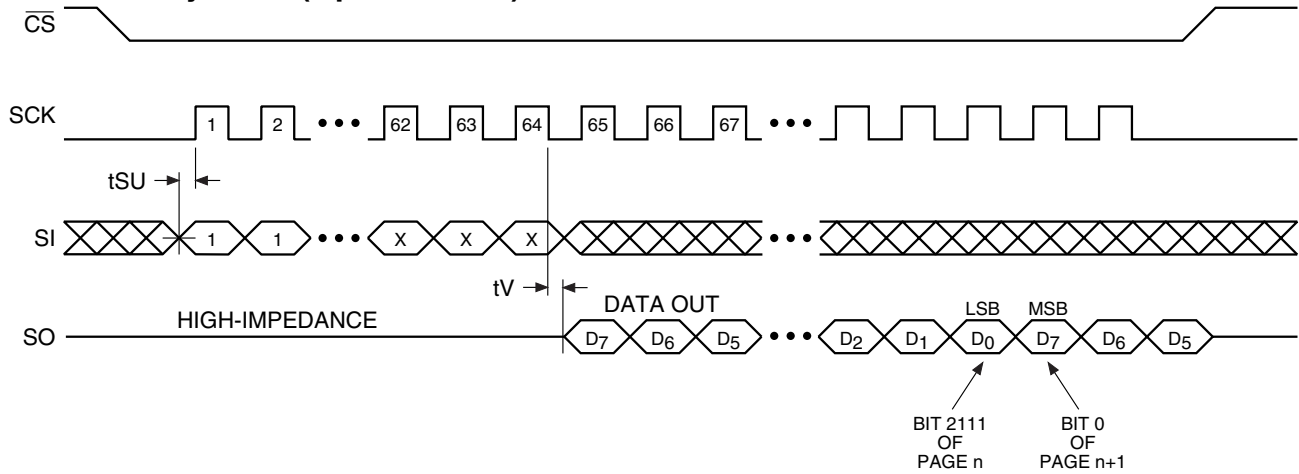 CS
SCK 1 2 ••• 62 63 64 65 66 67 •••
tSU
SI 1 1 ••• X X X •••
tV
DATA OUT
LSB MSB
HIGH-IMPEDANCE
SO D7 D6 D5 ••• D2 D1 D0 D7 D6 D5
BIT 2111
OF
PAGE n
BIT 0
OF
PAGE n+1